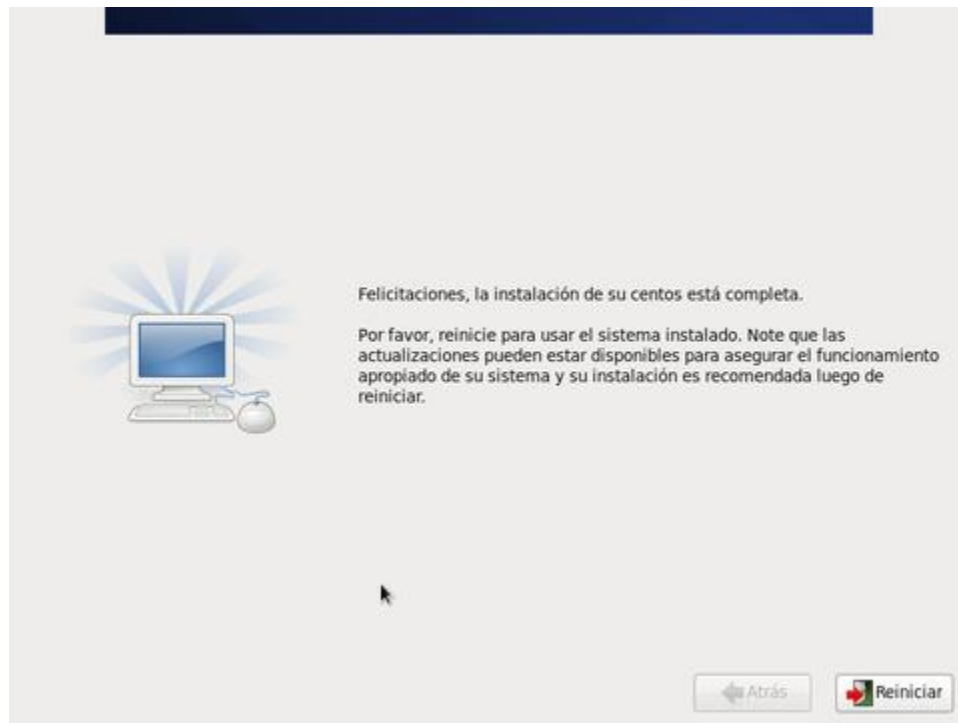 Felicitaciones, la instalación de su centos está completa.
Por favor, reinicie para usar el sistema instalado. Note que las
actualizaciones pueden estar disponibles para asegurar el funcionamiento
apropiado de su sistema y su instalación es recomendada luego de
reiniciar.
Atrás
Reiniciar